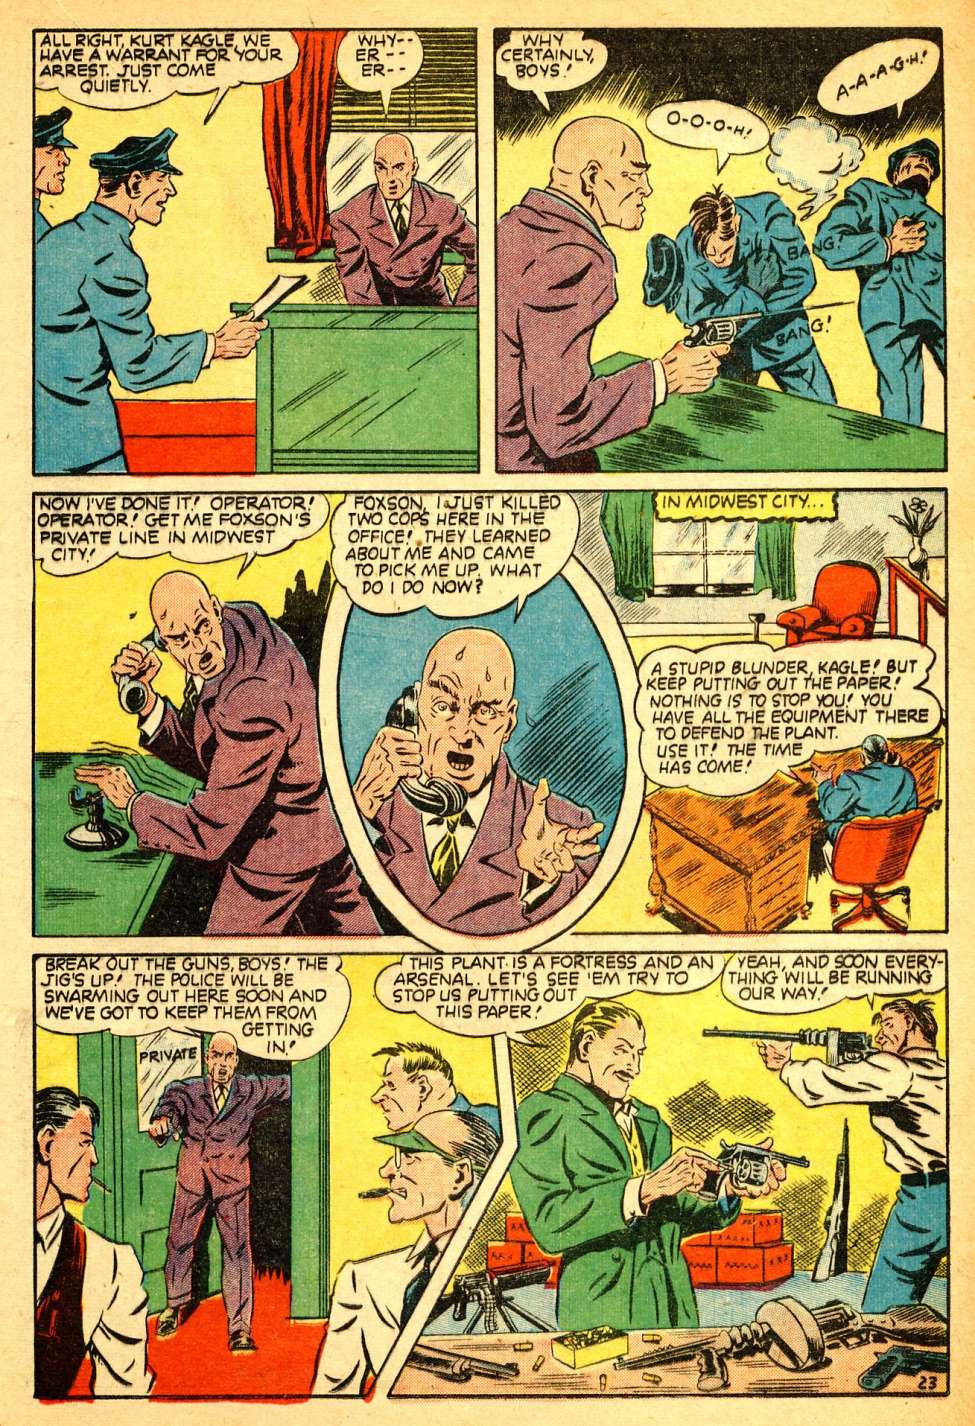 ALL RIGHT, KURT KAGLE, WE
HAVE A WARRANT FOR YOUR
ARREST. JUST COME
QUIETLY.
WHY--
ER--
ER--
WHY
CERTAINLY,
BOYS!
O-O-O-H!
A-A-A-G-H!
BANG!
BANG!
NOW I'VE DONE IT! OPERATOR!
OPERATOR! GET ME FOXSON'S
PRIVATE LINE IN MIDWEST
CITY!
FOXSON, I JUST KILLED
TWO COPS HERE IN THE
OFFICE! THEY LEARNED
ABOUT ME AND CAME
TO PICK ME UP. WHAT
DO I DO NOW?
IN MIDWEST CITY...
A STUPID BLUNDER, KAGLE! BUT
KEEP PUTTING OUT THE PAPER!
NOTHING IS TO STOP YOU! YOU
HAVE ALL THE EQUIPMENT THERE
TO DEFEND THE PLANT.
USE IT! THE TIME
HAS COME!
BREAK OUT THE GUNS, BOYS! THE
JIG'S UP! THE POLICE WILL BE
SWARMING OUT HERE SOON AND
WE'VE GOT TO KEEP THEM FROM
GETTING
IN!
PRIVATE
THIS PLANT IS A FORTRESS AND AN
ARSENAL. LET'S SEE 'EM TRY TO
STOP US PUTTING OUT
THIS PAPER!
YEAH, AND SOON EVERY-
THING WILL BE RUNNING
OUR WAY!
23